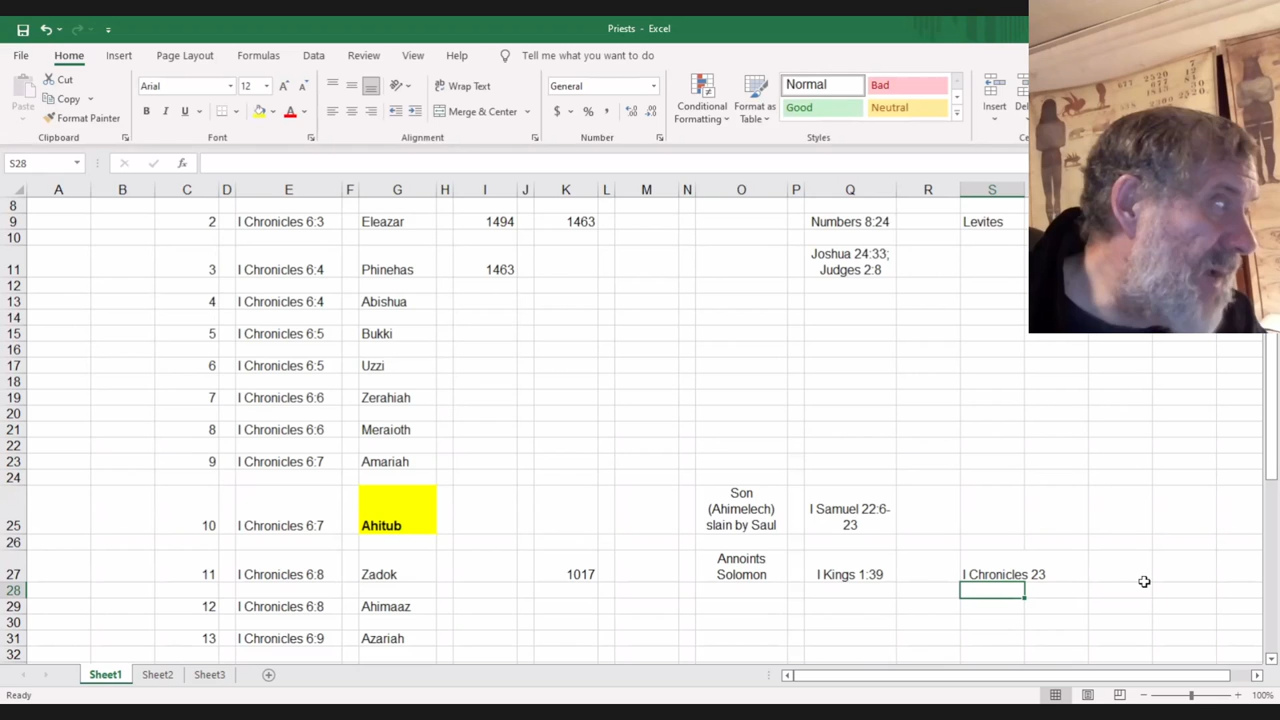 Priests - Excel
File Home Insert Page Layout Formulas Data Review View Help Tell me what you want to do
Cut
Copy
Format Painter
Paste
Clipboard
Arial 12
B I U
Font
Wrap Text
Merge & Center
Alignment
General
$ % ,
Number
Conditional Formatting
Format as Table
Normal Bad
Good Neutral
Styles
Insert
S28 fx
A B C D E F G H I J K L M N O P Q R S
8
9 2 I Chronicles 6:3 Eleazar 1494 1463 Numbers 8:24 Levites
10
Joshua 24:33;
11 3 I Chronicles 6:4 Phinehas 1463 Judges 2:8
12
13 4 I Chronicles 6:4 Abishua
14
15 5 I Chronicles 6:5 Bukki
16
17 6 I Chronicles 6:5 Uzzi
18
19 7 I Chronicles 6:6 Zerahiah
20
21 8 I Chronicles 6:6 Meraioth
22
23 9 I Chronicles 6:7 Amariah
24
Son
(Ahimelech) I Samuel 22:6-
25 10 I Chronicles 6:7 Ahitub slain by Saul 23
26
Annoints
27 11 I Chronicles 6:8 Zadok 1017 Solomon I Kings 1:39 I Chronicles 23
28
29 12 I Chronicles 6:8 Ahimaaz
30
31 13 I Chronicles 6:9 Azariah
32
Sheet1 Sheet2 Sheet3
Ready 100%
677 2520